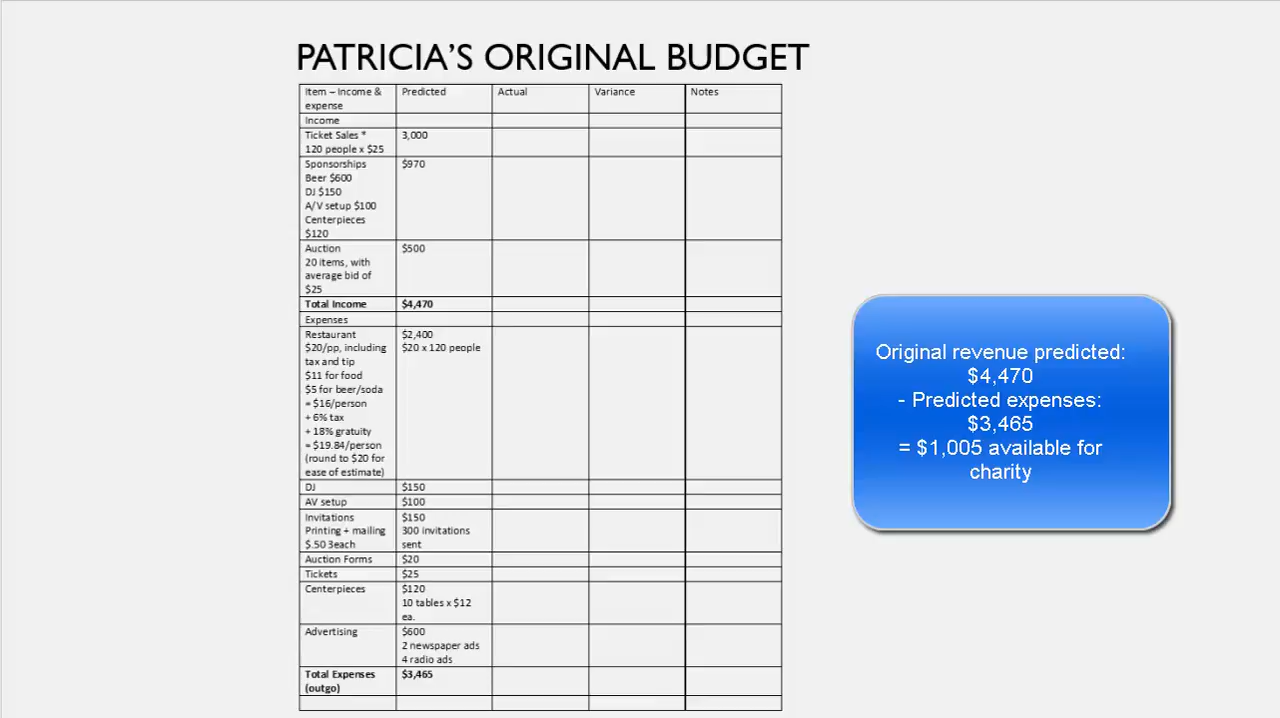 PATRICIA'S ORIGINAL BUDGET
Item – Income & expense Predicted Actual Variance Notes
Income
Ticket Sales * 3,000
120 people x $25
Sponsorships $970
Beer $600
DJ $150
A/V setup $100
Centerpieces
$120
Auction $500
20 items, with
average bid of
$25
Total Income $4,470
Expenses
Restaurant $2,400
$20/pp, including $20 x 120 people
tax and tip
$11 for food
$5 for beer/soda
= $16/person
+ 6% tax
+ 18% gratuity
= $19.84/person
(round to $20 for
ease of estimate)
DJ $150
AV setup $100
Invitations $150
Printing + mailing 300 invitations
$.50 3each sent
Auction Forms $20
Tickets $25
Centerpieces $120
10 tables x $12
ea.
Advertising $600
2 newspaper ads
4 radio ads
Total Expenses $3,465
(outgo)
Original revenue predicted:
$4,470
- Predicted expenses:
$3,465
= $1,005 available for
charity